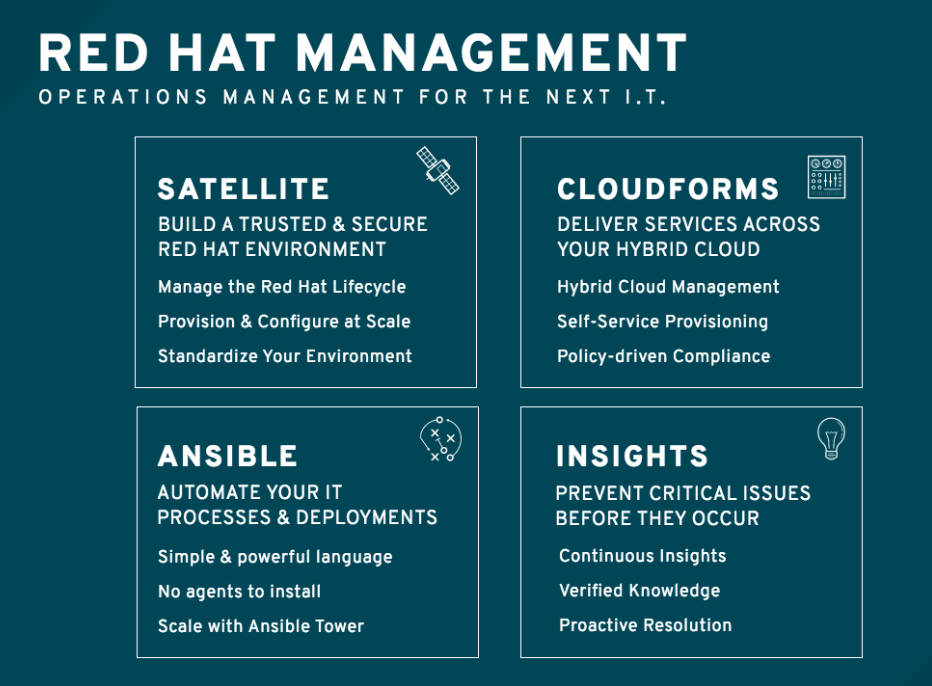 RED HAT MANAGEMENT
OPERATIONS MANAGEMENT FOR THE NEXT I.T.
SATELLITE
BUILD A TRUSTED & SECURE
RED HAT ENVIRONMENT
Manage the Red Hat Lifecycle
Provision & Configure at Scale
Standardize Your Environment
CLOUDFORMS
DELIVER SERVICES ACROSS
YOUR HYBRID CLOUD
Hybrid Cloud Management
Self-Service Provisioning
Policy-driven Compliance
ANSIBLE
AUTOMATE YOUR IT
PROCESSES & DEPLOYMENTS
Simple & powerful language
No agents to install
Scale with Ansible Tower
INSIGHTS
PREVENT CRITICAL ISSUES
BEFORE THEY OCCUR
Continuous Insights
Verified Knowledge
Proactive Resolution